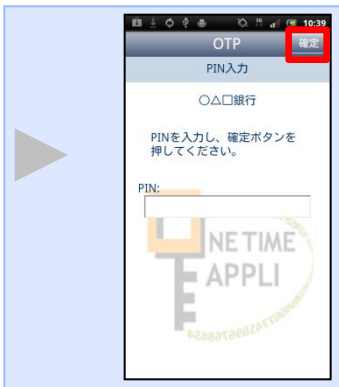 10:39
OTP
確定
PIN入力
○△□銀行
PINを入力し、確定ボタンを
押してください。
PIN:
NE TIME
APPLI